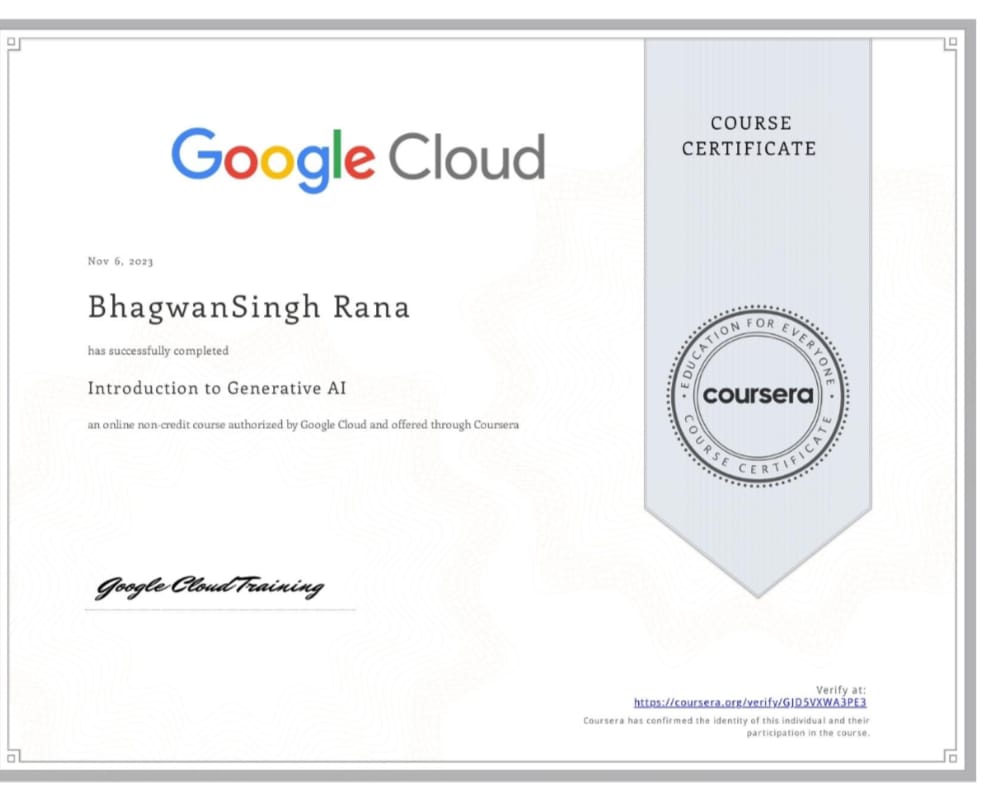 Google Cloud
COURSE
CERTIFICATE
Nov 6, 2023
BhagwanSingh Rana
has successfully completed
Introduction to Generative AI
an online non-credit course authorized by Google Cloud and offered through Coursera
EDUCATION FOR EVERYONE
coursera
COURSE CERTIFICATE
Google Cloud Training
Verify at:
https://coursera.org/verify/GJD5VXWA3PE3
Coursera has confirmed the identity of this individual and their
participation in the course.